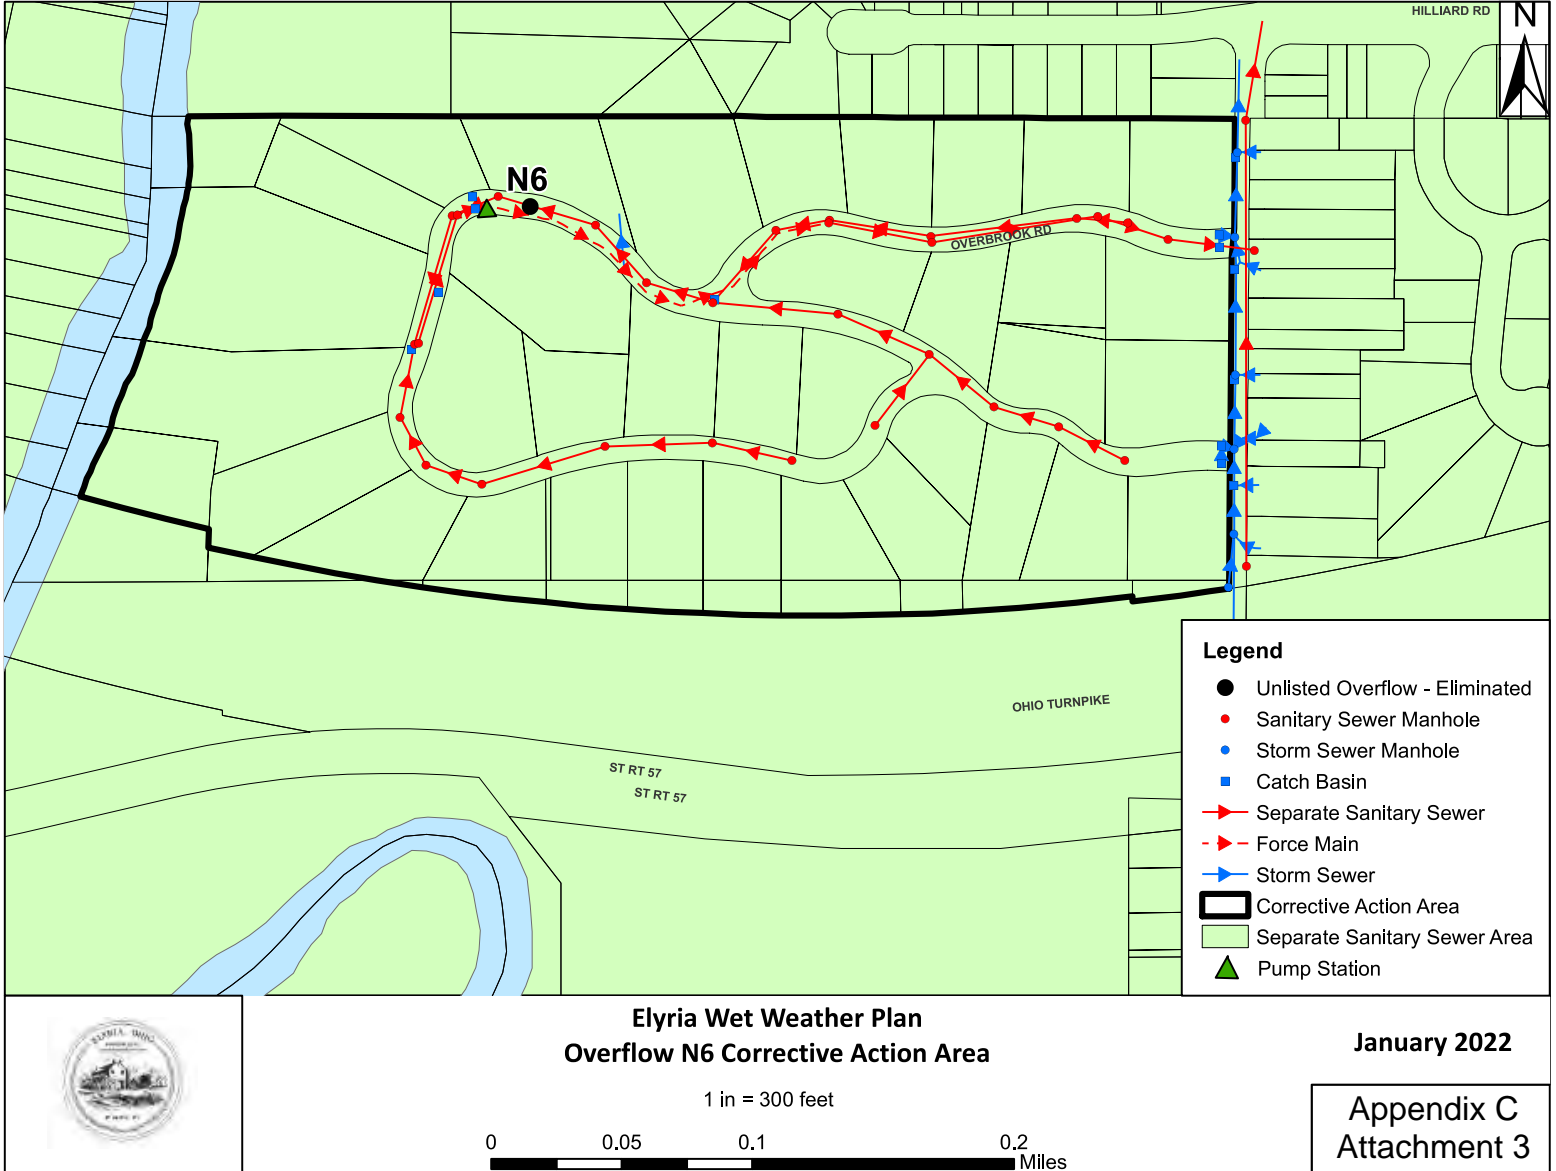 HILLIARD RD
N
N6
OVERBROOK RD
OHIO TURNPIKE
ST RT 57
ST RT 57
Legend
Unlisted Overflow - Eliminated
Sanitary Sewer Manhole
Storm Sewer Manhole
Catch Basin
Separate Sanitary Sewer
Force Main
Storm Sewer
Corrective Action Area
Separate Sanitary Sewer Area
Pump Station
ELYRIA, OHIO
Elyria Wet Weather Plan
Overflow N6 Corrective Action Area
1 in = 300 feet
0 0.05 0.1 0.2
Miles
January 2022
Appendix C
Attachment 3